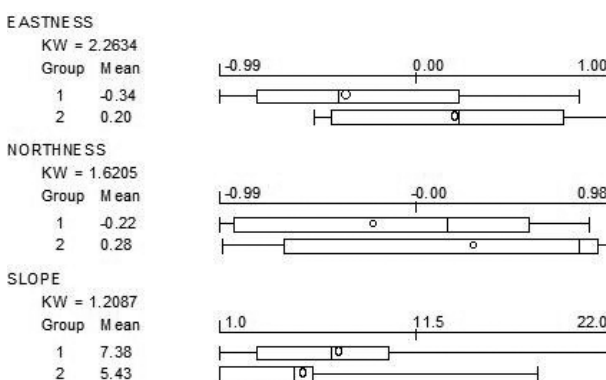 EASTNESS
KW = 2.2634
Group Mean -0.99 0.00 1.00
1 -0.34
2 0.20
NORTHNESS
KW = 1.6205
Group Mean -0.99 -0.00 0.98
1 -0.22
2 0.28
SLOPE
KW = 1.2087
Group Mean 1.0 11.5 22.0
1 7.38
2 5.43